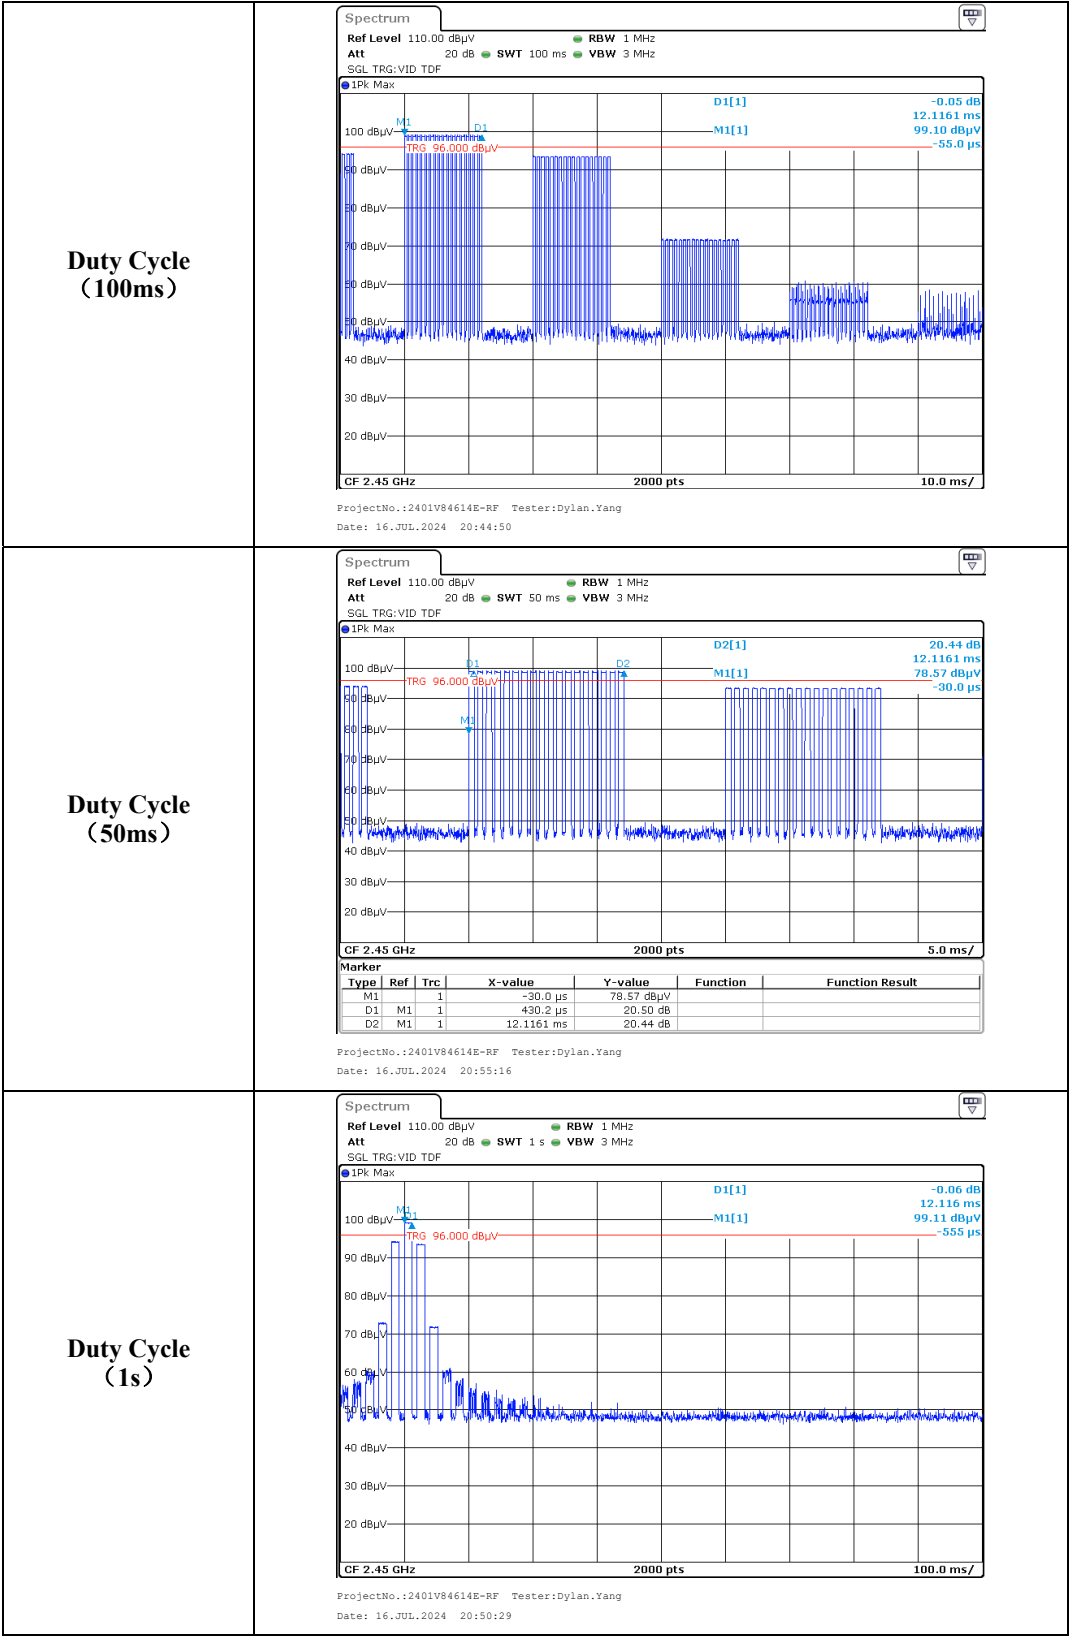 Duty Cycle
（100ms）
Spectrum
Ref Level 110.00 dBµV RBW 1 MHz
Att 20 dB SWT 100 ms VBW 3 MHz
SGL TRG:VID TDF
1Pk Max
D1[1] -0.05 dB
12.1161 ms
M1[1] 99.10 dBµV
-55.0 µs
M1
D1
100 dBµV
TRG 96.000 dBµV
90 dBµV
80 dBµV
70 dBµV
60 dBµV
50 dBµV
40 dBµV
30 dBµV
20 dBµV
CF 2.45 GHz 2000 pts 10.0 ms/
ProjectNo.:2401V84614E-RF Tester:Dylan.Yang
Date: 16.JUL.2024 20:44:50
Duty Cycle
（50ms）
Spectrum
Ref Level 110.00 dBµV RBW 1 MHz
Att 20 dB SWT 50 ms VBW 3 MHz
SGL TRG:VID TDF
1Pk Max
D2[1] 20.44 dB
12.1161 ms
M1[1] 78.57 dBµV
-30.0 µs
D1 D2
100 dBµV
TRG 96.000 dBµV
90 dBµV
M1
80 dBµV
70 dBµV
60 dBµV
50 dBµV
40 dBµV
30 dBµV
20 dBµV
CF 2.45 GHz 2000 pts 5.0 ms/
Marker
Type Ref Trc X-value Y-value Function Function Result
M1 1 -30.0 µs 78.57 dBµV
D1 M1 1 430.2 µs 20.50 dB
D2 M1 1 12.1161 ms 20.44 dB
ProjectNo.:2401V84614E-RF Tester:Dylan.Yang
Date: 16.JUL.2024 20:55:16
Duty Cycle
（1s）
Spectrum
Ref Level 110.00 dBµV RBW 1 MHz
Att 20 dB SWT 1 s VBW 3 MHz
SGL TRG:VID TDF
1Pk Max
D1[1] -0.06 dB
12.116 ms
M1[1] 99.11 dBµV
-555 µs
M1
D1
100 dBµV
TRG 96.000 dBµV
90 dBµV
80 dBµV
70 dBµV
60 dBµV
50 dBµV
40 dBµV
30 dBµV
20 dBµV
CF 2.45 GHz 2000 pts 100.0 ms/
ProjectNo.:2401V84614E-RF Tester:Dylan.Yang
Date: 16.JUL.2024 20:50:29